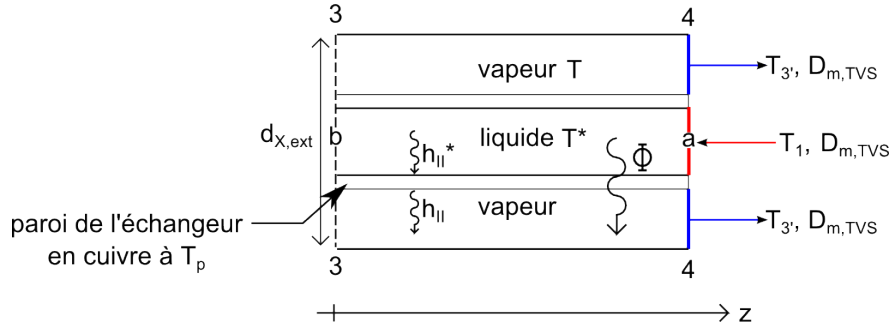 3 4
vapeur T
T3', Dm,TVS
dX,ext
b liquide T* a
T1, Dm,TVS
hII* Φ
hII vapeur
T3', Dm,TVS
paroi de l'échangeur
en cuivre à Tp
3 4
z